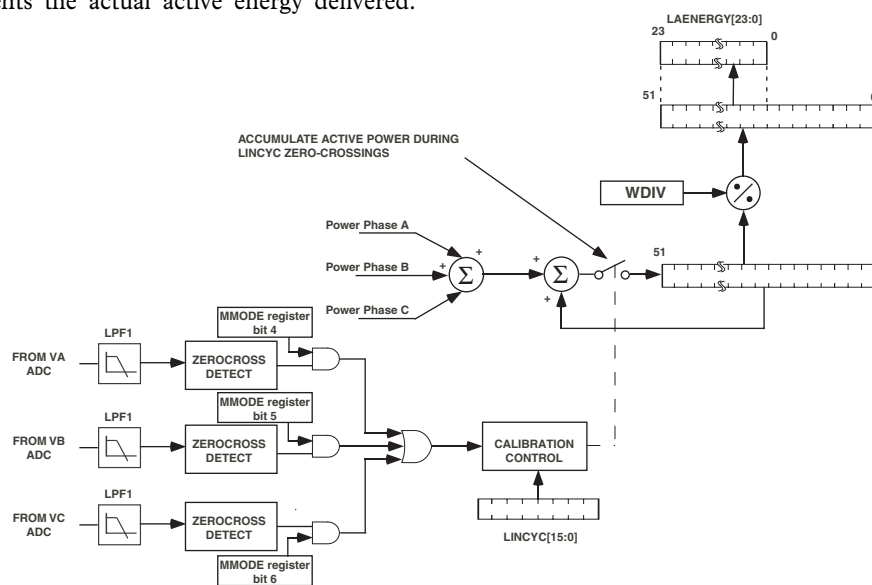 the actual active energy delivered.
LAENERGY[23:0]
23
0
51
ACCUMULATE ACTIVE POWER DURING
LINCYC ZERO-CROSSINGS
WDIV
Power Phase A
+
+
Σ
Power Phase B
+
Power Phase C
+
Σ
+
51
MMODE register
bit 4
LPF1
FROM VA
ADC
ZEROCROSS
DETECT
MMODE register
bit 5
LPF1
FROM VB
ADC
ZEROCROSS
DETECT
CALIBRATION
CONTROL
LPF1
FROM VC
ADC
ZEROCROSS
DETECT
LINCYC[15:0]
MMODE register
bit 6